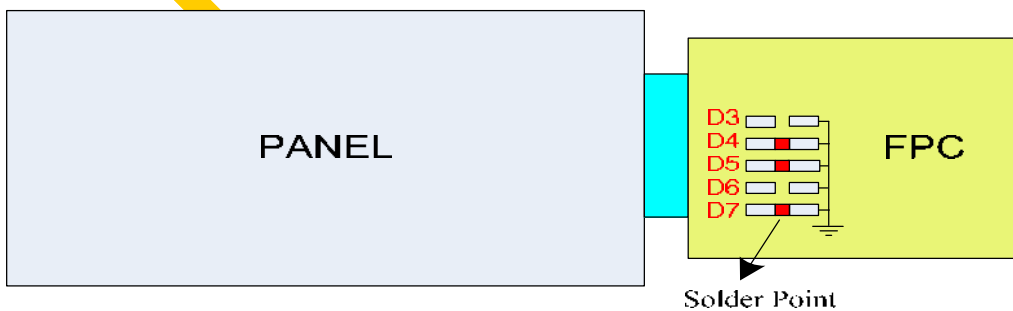 PANEL
D3
D4
D5
D6
D7
FPC
Solder Point